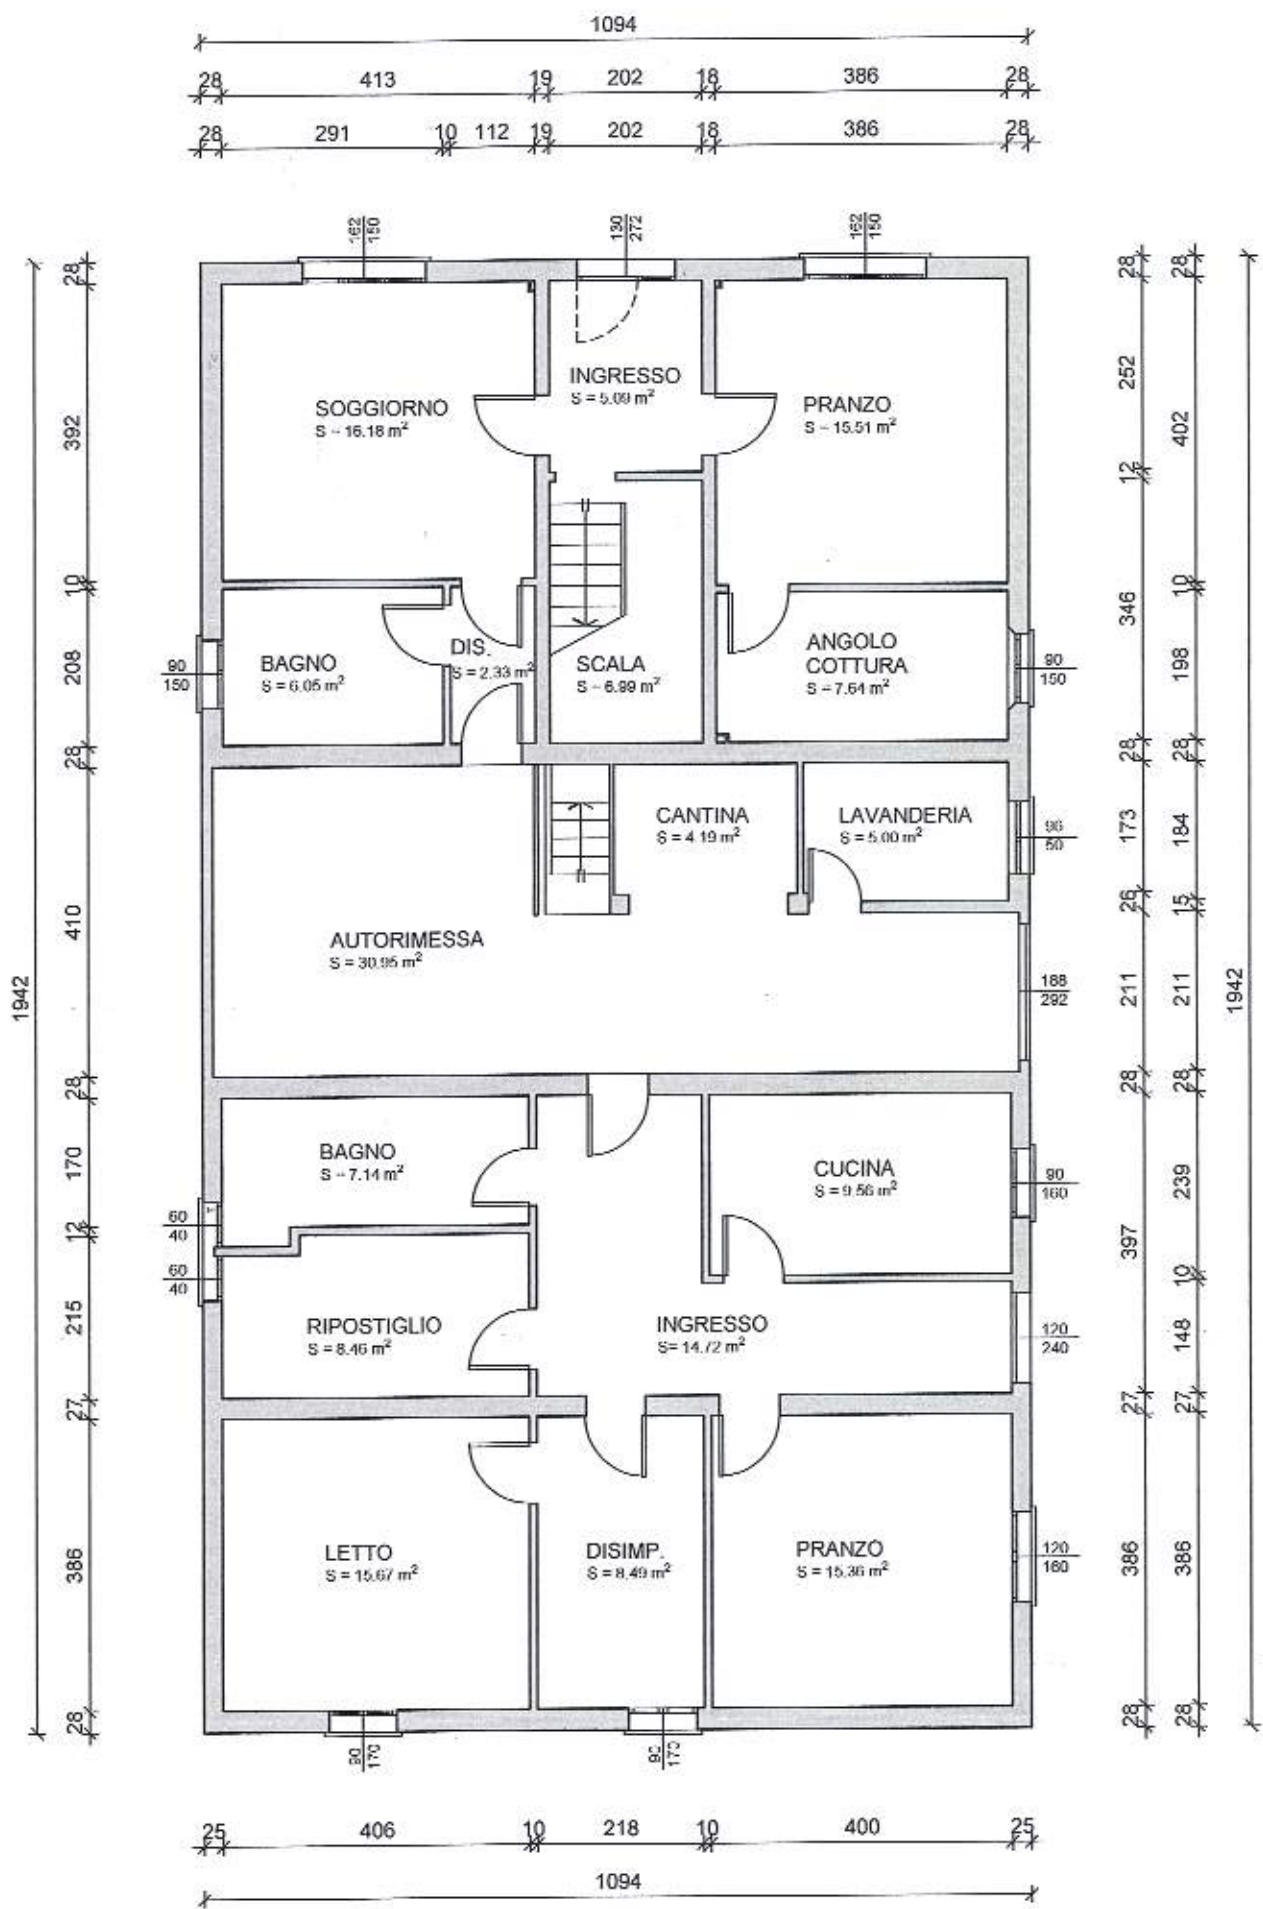 1094
28 413 19 202 18 386 28
28 291 10 112 19 202 18 386 28
162
150
130
272
162
150
1942
28
392
10
208
28
410
28
170
12
215
27
386
28
SOGGIORNO
S - 16.18 m²
INGRESSO
S = 5.09 m²
PRANZO
S - 15.51 m²
BAGNO
S = 6.05 m²
DIS.
S = 2.33 m²
SCALA
S - 6.99 m²
ANGOLO
COTTURA
S = 7.64 m²
90
150
90
150
CANTINA
S = 4.19 m²
LAVANDERIA
S = 5.00 m²
96
50
AUTORIMESSA
S = 30.95 m²
188
292
BAGNO
S - 7.14 m²
CUCINA
S = 9.56 m²
90
160
60
40
60
40
RIPOSTIGLIO
S = 8.46 m²
INGRESSO
S= 14.72 m²
120
240
LETTO
S = 15.67 m²
DISIMP.
S = 8.49 m²
PRANZO
S = 15.36 m²
120
160
90
170
90
170
28
252
12
346
28
173
26
211
28
397
27
386
28
28
402
10
198
28
184
15
211
28
239
10
148
27
386
28
1942
25 406 10 218 10 400 25
1094